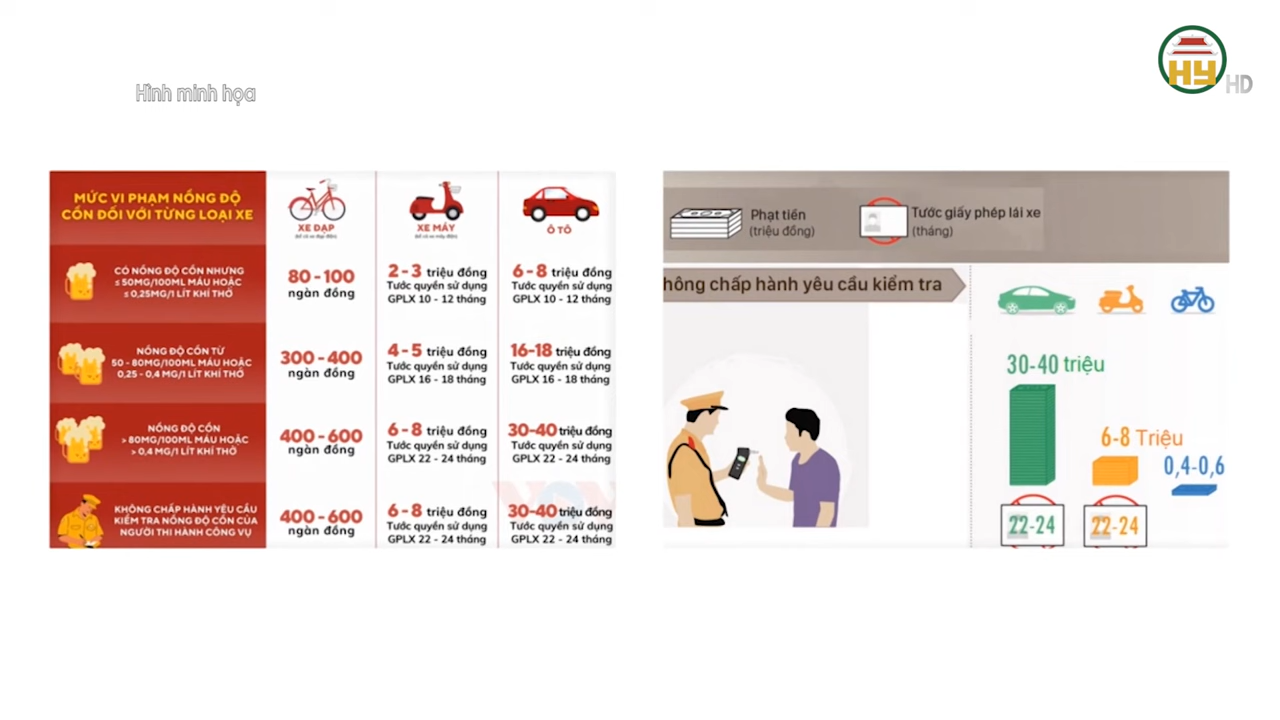 Hình minh họa
HY HD
MỨC VI PHẠM NỒNG ĐỘ
CỒN ĐỐI VỚI TỪNG LOẠI XE
XE ĐẠP
(kể cả xe đạp điện)
XE MÁY
(kể cả xe máy điện)
Ô TÔ
CÓ NỒNG ĐỘ CỒN NHƯNG
≤ 50MG/100ML MÁU HOẶC
≤ 0,25MG/1 LÍT KHÍ THỞ
80 - 100
ngàn đồng
2 - 3 triệu đồng
Tước quyền sử dụng
GPLX 10 - 12 tháng
6 - 8 triệu đồng
Tước quyền sử dụng
GPLX 10 - 12 tháng
NỒNG ĐỘ CỒN TỪ
50 - 80MG/100ML MÁU HOẶC
0,25 - 0,4 MG/1 LÍT KHÍ THỞ
300 - 400
ngàn đồng
4 - 5 triệu đồng
Tước quyền sử dụng
GPLX 16 - 18 tháng
16-18 triệu đồng
Tước quyền sử dụng
GPLX 16 - 18 tháng
NỒNG ĐỘ CỒN
> 80MG/100ML MÁU HOẶC
> 0,4 MG/1 LÍT KHÍ THỞ
400 - 600
ngàn đồng
6 - 8 triệu đồng
Tước quyền sử dụng
GPLX 22 - 24 tháng
30-40 triệu đồng
Tước quyền sử dụng
GPLX 22 - 24 tháng
KHÔNG CHẤP HÀNH YÊU CẦU
KIỂM TRA NỒNG ĐỘ CỒN CỦA
NGƯỜI THI HÀNH CÔNG VỤ
400 - 600
ngàn đồng
6 - 8 triệu đồng
Tước quyền sử dụng
GPLX 22 - 24 tháng
30-40 triệu đồng
Tước quyền sử dụng
GPLX 22 - 24 tháng
VOV
Phạt tiền
(triệu đồng)
Tước giấy phép lái xe
(tháng)
hông chấp hành yêu cầu kiểm tra
30-40 triệu
6-8 Triệu
0,4-0,6
22-24
22-24